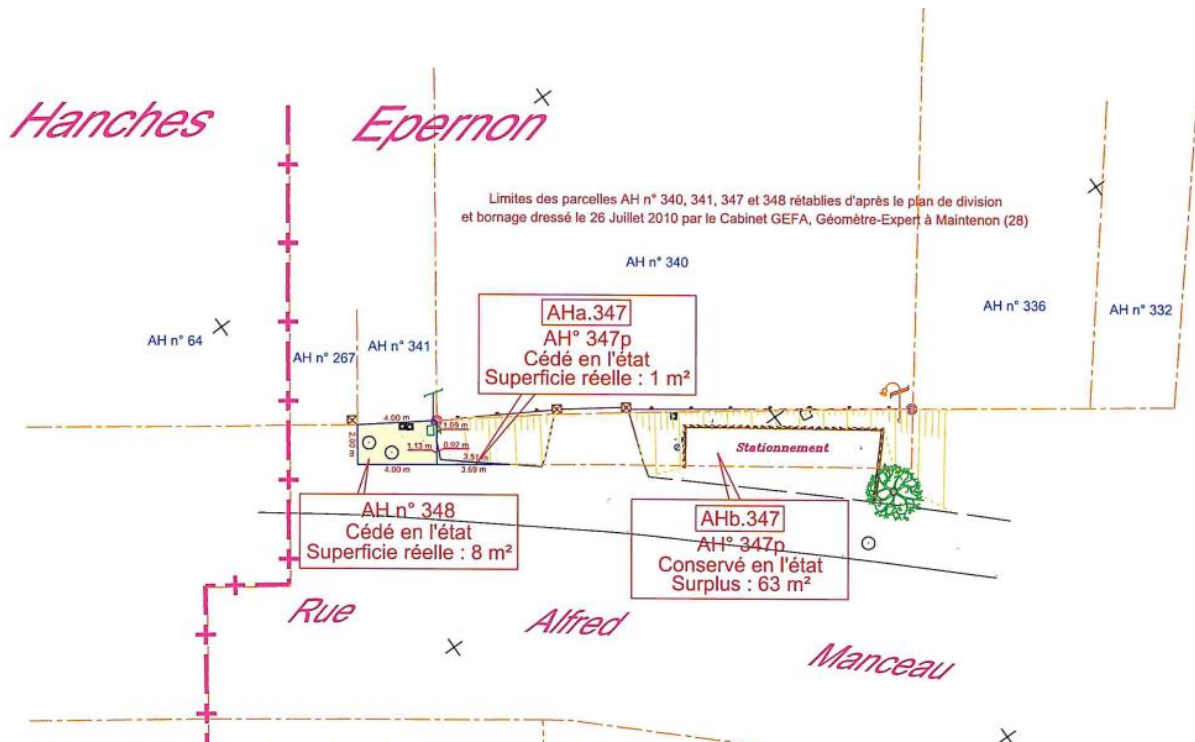 Hanches
Epernon
Limites des parcelles AH n° 340, 341, 347 et 348 rétablies d'après le plan de division
et bornage dressé le 26 Juillet 2010 par le Cabinet GEFA, Géomètre-Expert à Maintenon (28)
AH n° 340
AH n° 336
AH n° 332
AH n° 64
AH n° 267
AH n° 341
AHa.347
AH° 347p
Cédé en l'état
Superficie réelle : 1 m²
4.00 m
1.09 m
2.00 m
1.13 m
0.92 m
3.51 m
4.00 m
3.69 m
Stationnement
AH n° 348
Cédé en l'état
Superficie réelle : 8 m²
AHb.347
AH° 347p
Conservé en l'état
Surplus : 63 m²
Rue
Alfred
Manceau